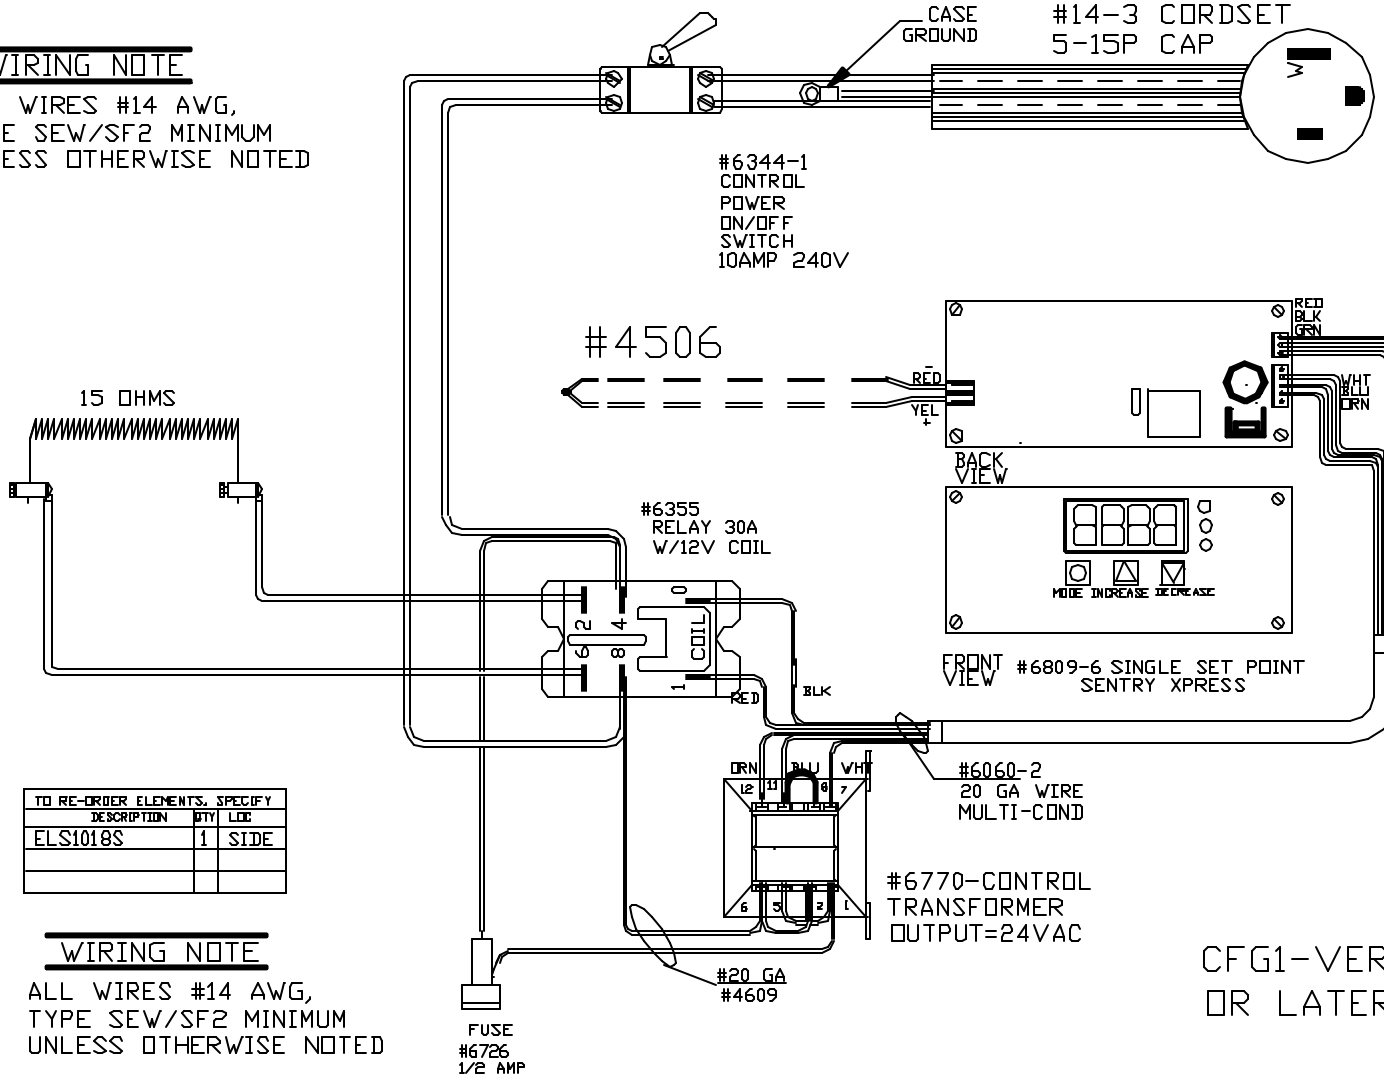 WIRING NOTE
WIRES #14 AWG,
E SEW/SF2 MINIMUM
ESS OTHERWISE NOTED
CASE
GROUND
#14-3 CORDSET
5-15P CAP
W
#6344-1
CONTROL
POWER
ON/OFF
SWITCH
10AMP 240V
#4506
-
RED
YEL
+
RED
BLK
GRN
WHT
BLU
ORN
BACK
VIEW
15 OHMS
#6355
RELAY 30A
W/12V COIL
2 4 0
6 8 1
COIL
RED
BLK
MODE INCREASE DECREASE
FRONT
VIEW
#6809-6 SINGLE SET POINT
SENTRY XPRESS
ORN BLU WHT
12 11 8 7
6 5 2 1
#6060-2
20 GA WIRE
MULTI-COND
#6770-CONTROL
TRANSFORMER
OUTPUT=24VAC
TO RE-ORDER ELEMENTS, SPECIFY
DESCRIPTION QTY LOC
ELS1018S 1 SIDE
WIRING NOTE
ALL WIRES #14 AWG,
TYPE SEW/SF2 MINIMUM
UNLESS OTHERWISE NOTED
#20 GA
#4609
FUSE
#6726
1/2 AMP
CFG1-VER
OR LATER